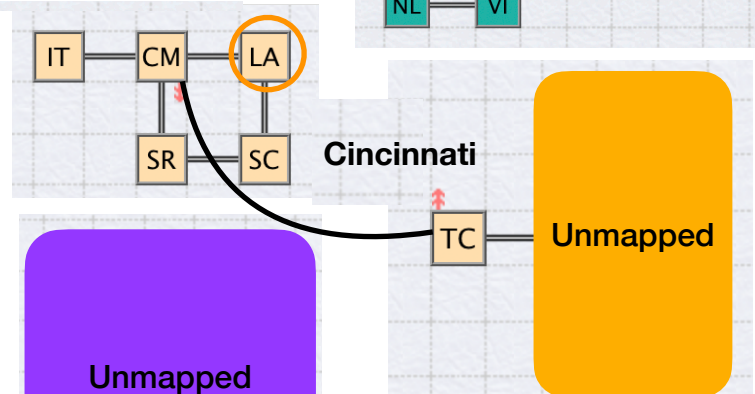 NL VI
IT CM LA
SR SC
Cincinnati
TC
Unmapped
Unmapped